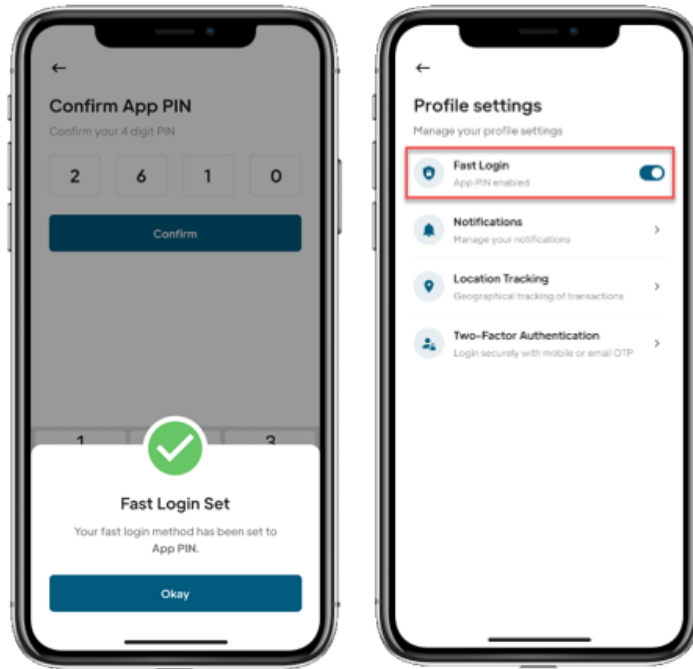 Confirm App PIN
Confirm your 4 digit PIN
2 6 1 0
Confirm
1 3
Fast Login Set
Your fast login method has been set to
App PIN.
Okay
Profile settings
Manage your profile settings
Fast Login
App PIN enabled
Notifications
Manage your notifications
Location Tracking
Geographical tracking of transactions
Two-Factor Authentication
Login securely with mobile or email OTP